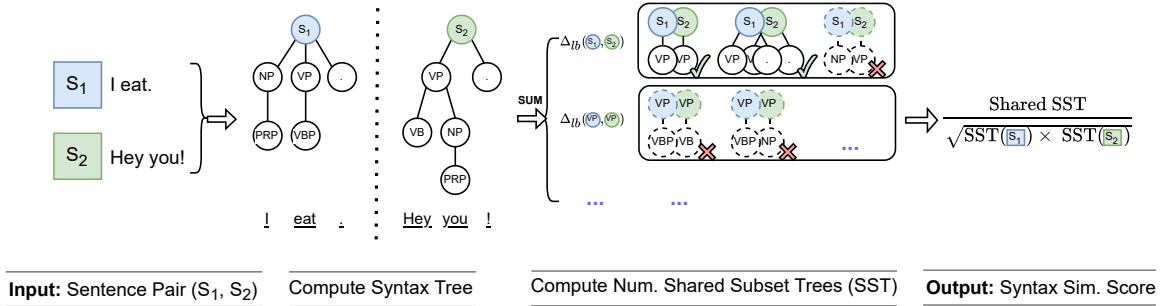 S1 I eat.
S2 Hey you!
S1
NP VP .
PRP VBP
I eat .
S2
VP .
VB NP
PRP
Hey you !
SUM
Δlb(S1,S2)
S1 S2 S1 S2 S1 S2
VP VP VP VP . . NP VP
Δlb(VP,VP)
VP VP VP VP
VBP VB VBP NP ...
... ...
Shared SST
√SST(S1) × SST(S2)
Input: Sentence Pair (S1, S2)
Compute Syntax Tree
Compute Num. Shared Subset Trees (SST)
Output: Syntax Sim. Score